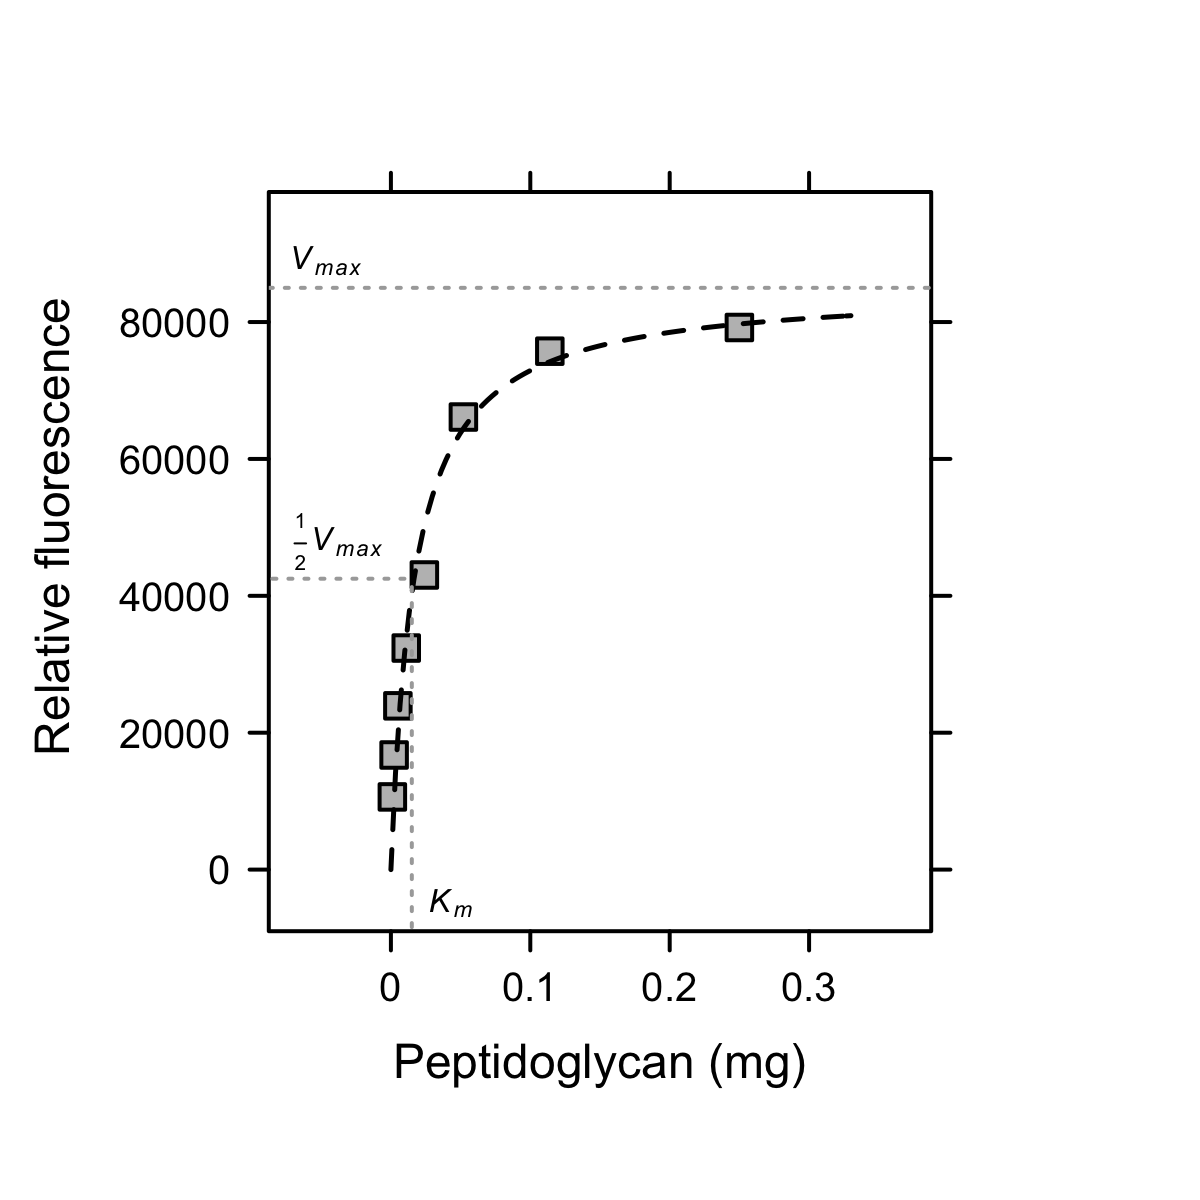 Relative fluorescence
V_max
80000
60000
1/2 V_max
40000
20000
0
K_m
0 0.1 0.2 0.3
Peptidoglycan (mg)